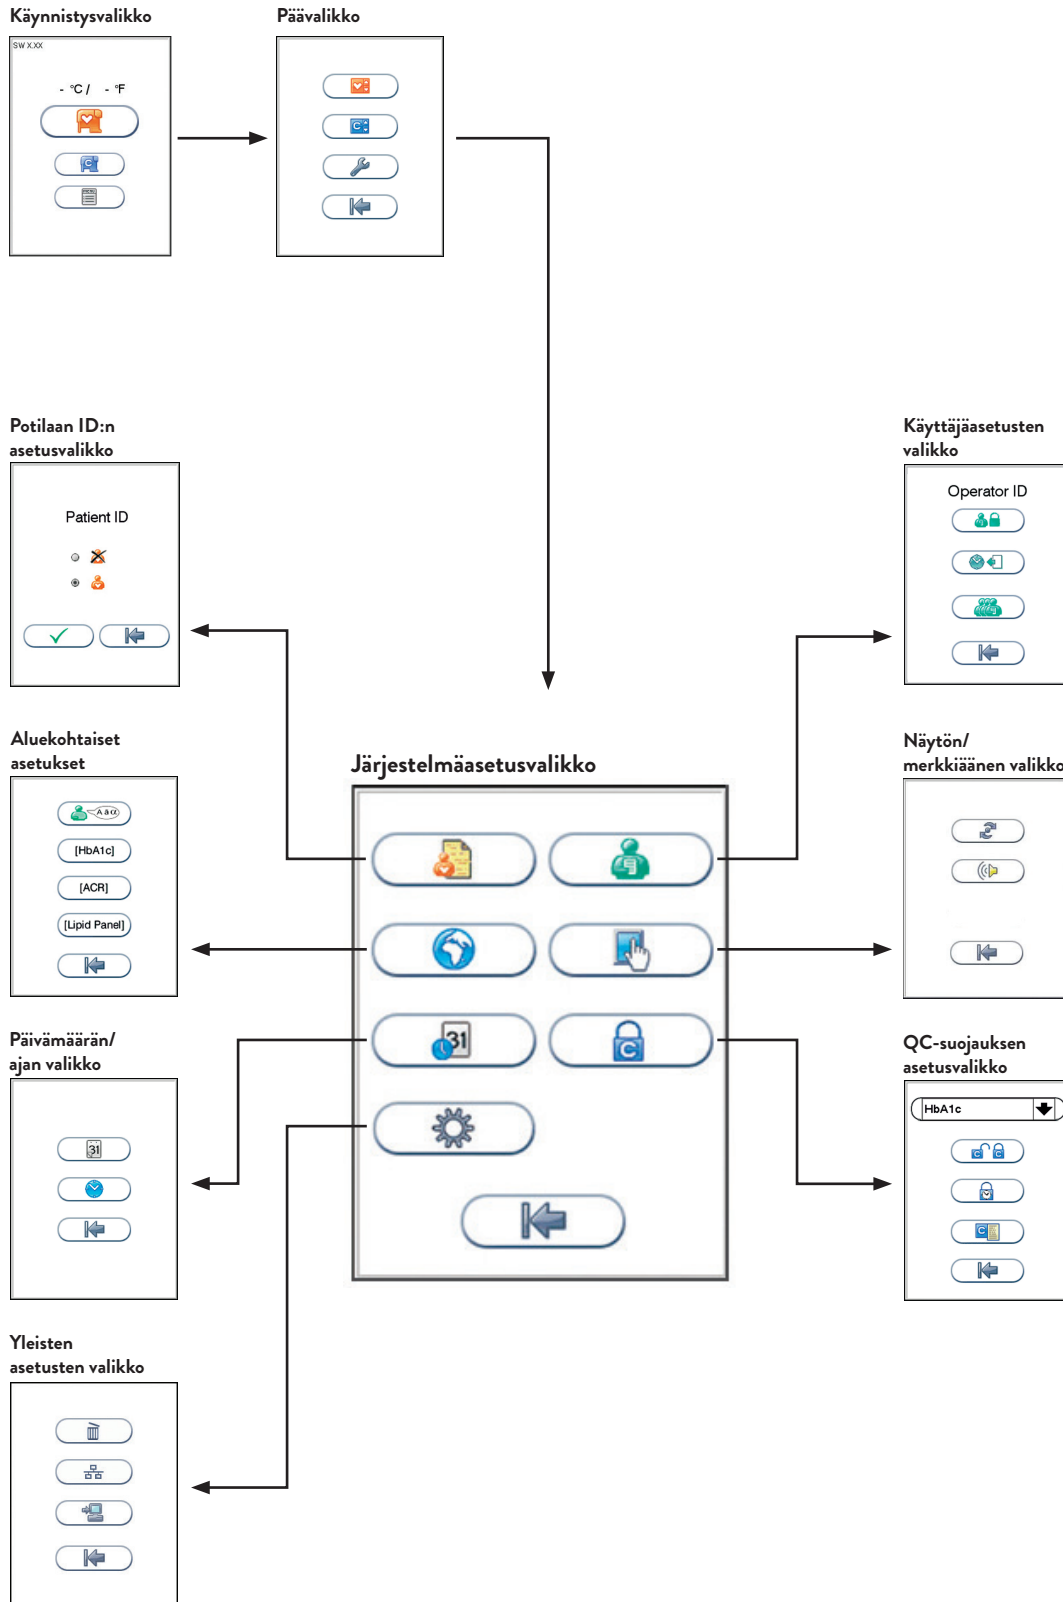 Käynnistysvalikko
SW X.XX
- °C / - °F
Päävalikko
Potilaan ID:n
asetusvalikko
Patient ID
Käyttäjäasetusten
valikko
Operator ID
Aluekohtaiset
asetukset
A ä α
[HbA1c]
[ACR]
[Lipid Panel]
Järjestelmäasetusvalikko
31
C
Näytön/
merkkiäänen valikko
Päivämäärän/
ajan valikko
31
QC-suojauksen
asetusvalikko
HbA1c
Yleisten
asetusten valikko